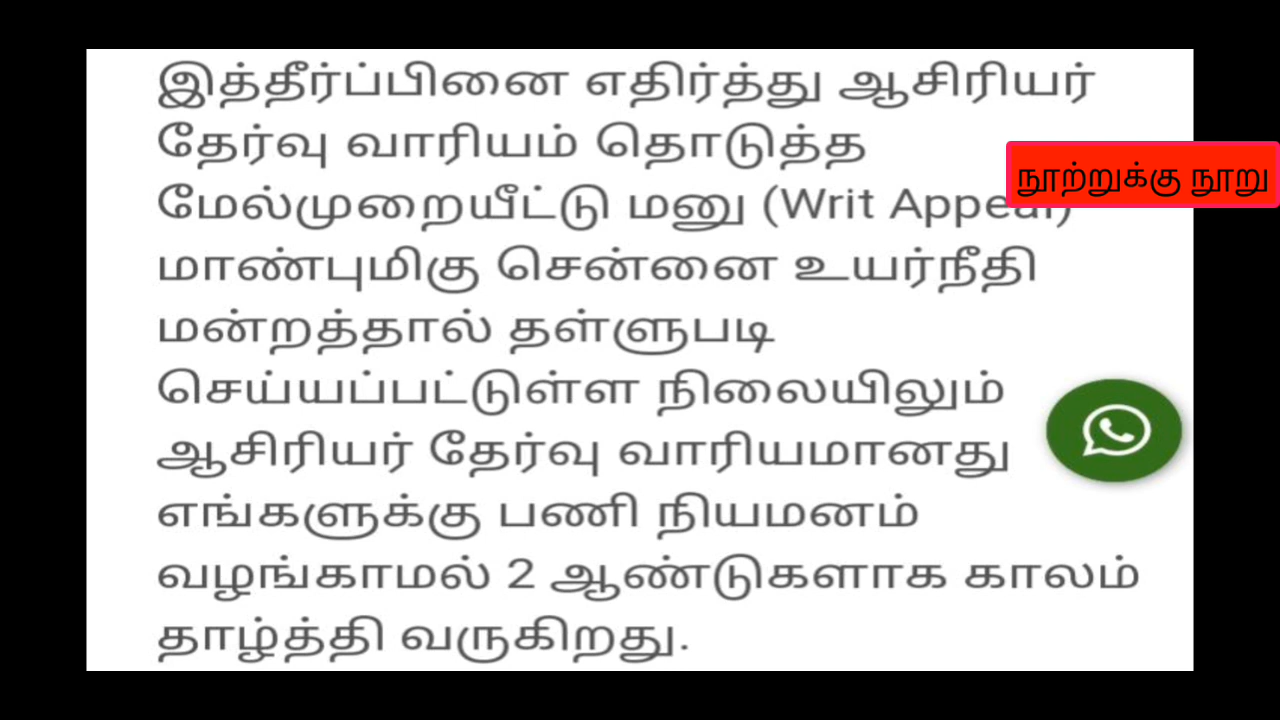 இத்தீர்ப்பினை எதிர்த்து ஆசிரியர்
தேர்வு வாரியம் தொடுத்த
நூற்றுக்கு நூறு
மேல்முறையீட்டு மனு (Writ Appeal)
மாண்புமிகு சென்னை உயர்நீதி
மன்றத்தால் தள்ளுபடி
செய்யப்பட்டுள்ள நிலையிலும்
ஆசிரியர் தேர்வு வாரியமானது
எங்களுக்கு பணி நியமனம்
வழங்காமல் 2 ஆண்டுகளாக காலம்
தாழ்த்தி வருகிறது.